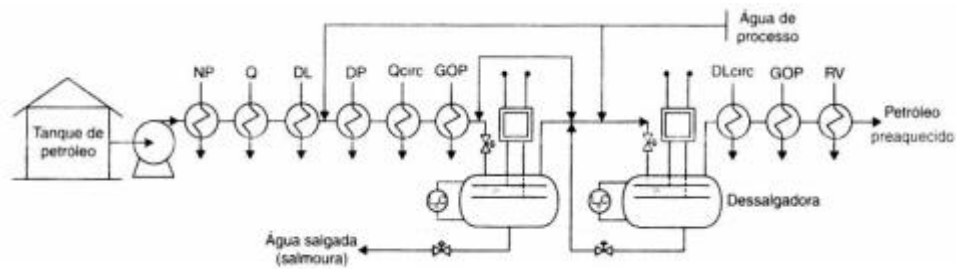 Água de
processo
NP Q DL DP Qcirc GOP
DLcirc GOP RV
Tanque de
petróleo
Petróleo
preaquecido
Dessalgadora
Água salgada
(salmoura)